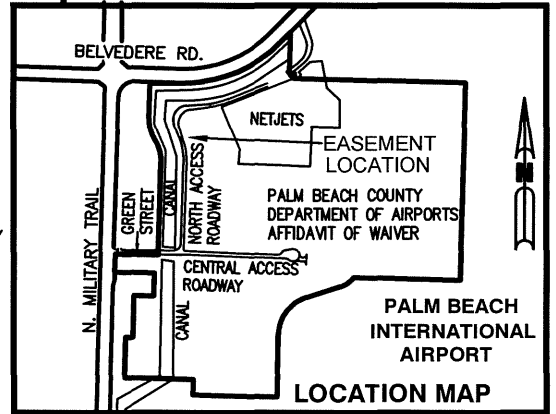 BELVEDERE RD.
NETJETS
EASEMENT
LOCATION
N
GREEN
STREET
CANAL
NORTH ACCESS
ROADWAY
PALM BEACH COUNTY
DEPARTMENT OF AIRPORTS
AFFIDAVIT OF WAIVER
N. MILITARY TRAIL
CENTRAL ACCESS
ROADWAY
CANAL
PALM BEACH
INTERNATIONAL
AIRPORT
LOCATION MAP